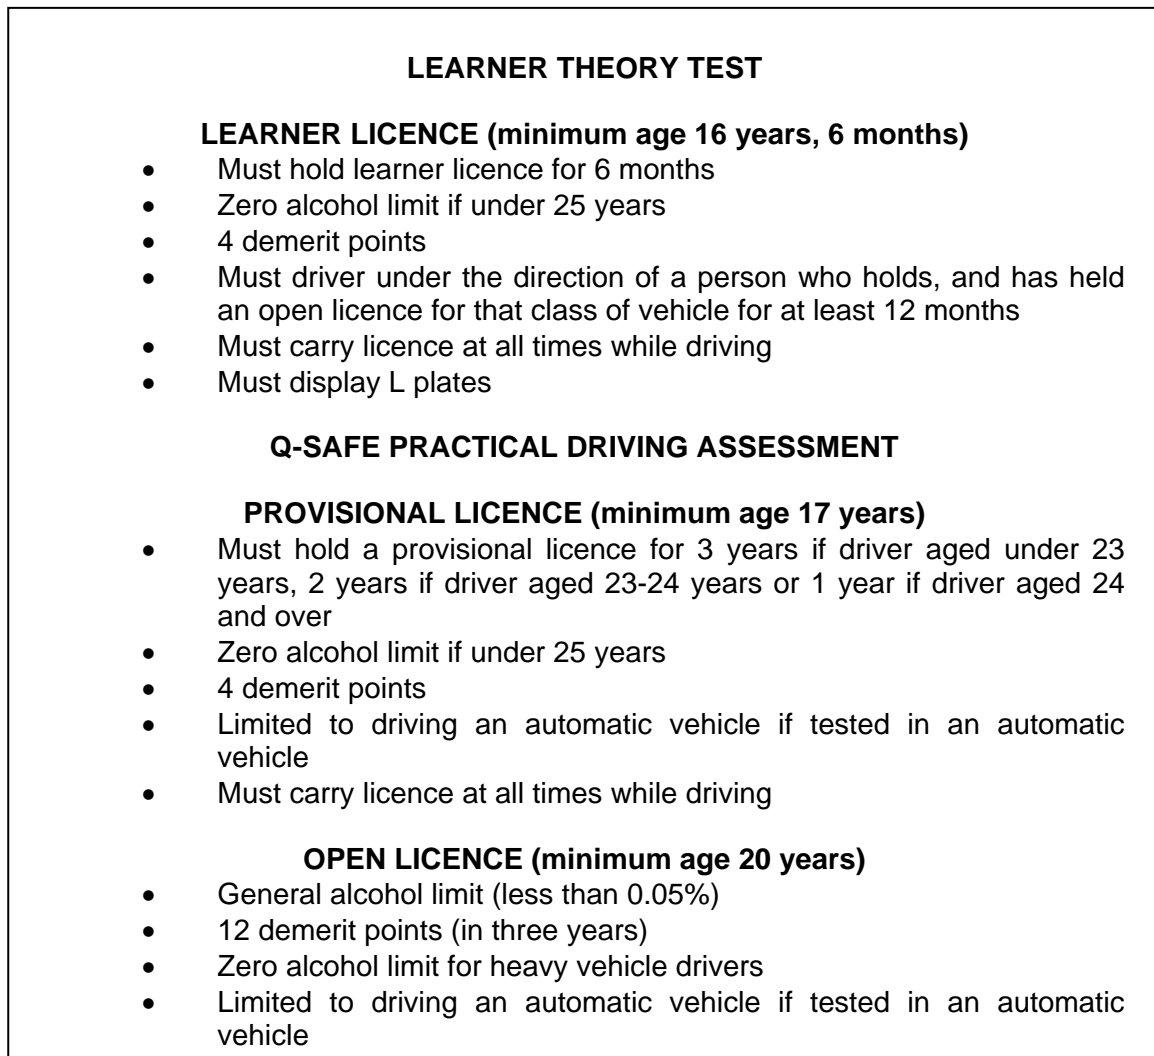 LEARNER THEORY TEST
LEARNER LICENCE (minimum age 16 years, 6 months)
• Must hold learner licence for 6 months
• Zero alcohol limit if under 25 years
• 4 demerit points
• Must driver under the direction of a person who holds, and has held
an open licence for that class of vehicle for at least 12 months
• Must carry licence at all times while driving
• Must display L plates
Q-SAFE PRACTICAL DRIVING ASSESSMENT
PROVISIONAL LICENCE (minimum age 17 years)
• Must hold a provisional licence for 3 years if driver aged under 23
years, 2 years if driver aged 23-24 years or 1 year if driver aged 24
and over
• Zero alcohol limit if under 25 years
• 4 demerit points
• Limited to driving an automatic vehicle if tested in an automatic
vehicle
• Must carry licence at all times while driving
OPEN LICENCE (minimum age 20 years)
• General alcohol limit (less than 0.05%)
• 12 demerit points (in three years)
• Zero alcohol limit for heavy vehicle drivers
• Limited to driving an automatic vehicle if tested in an automatic
vehicle